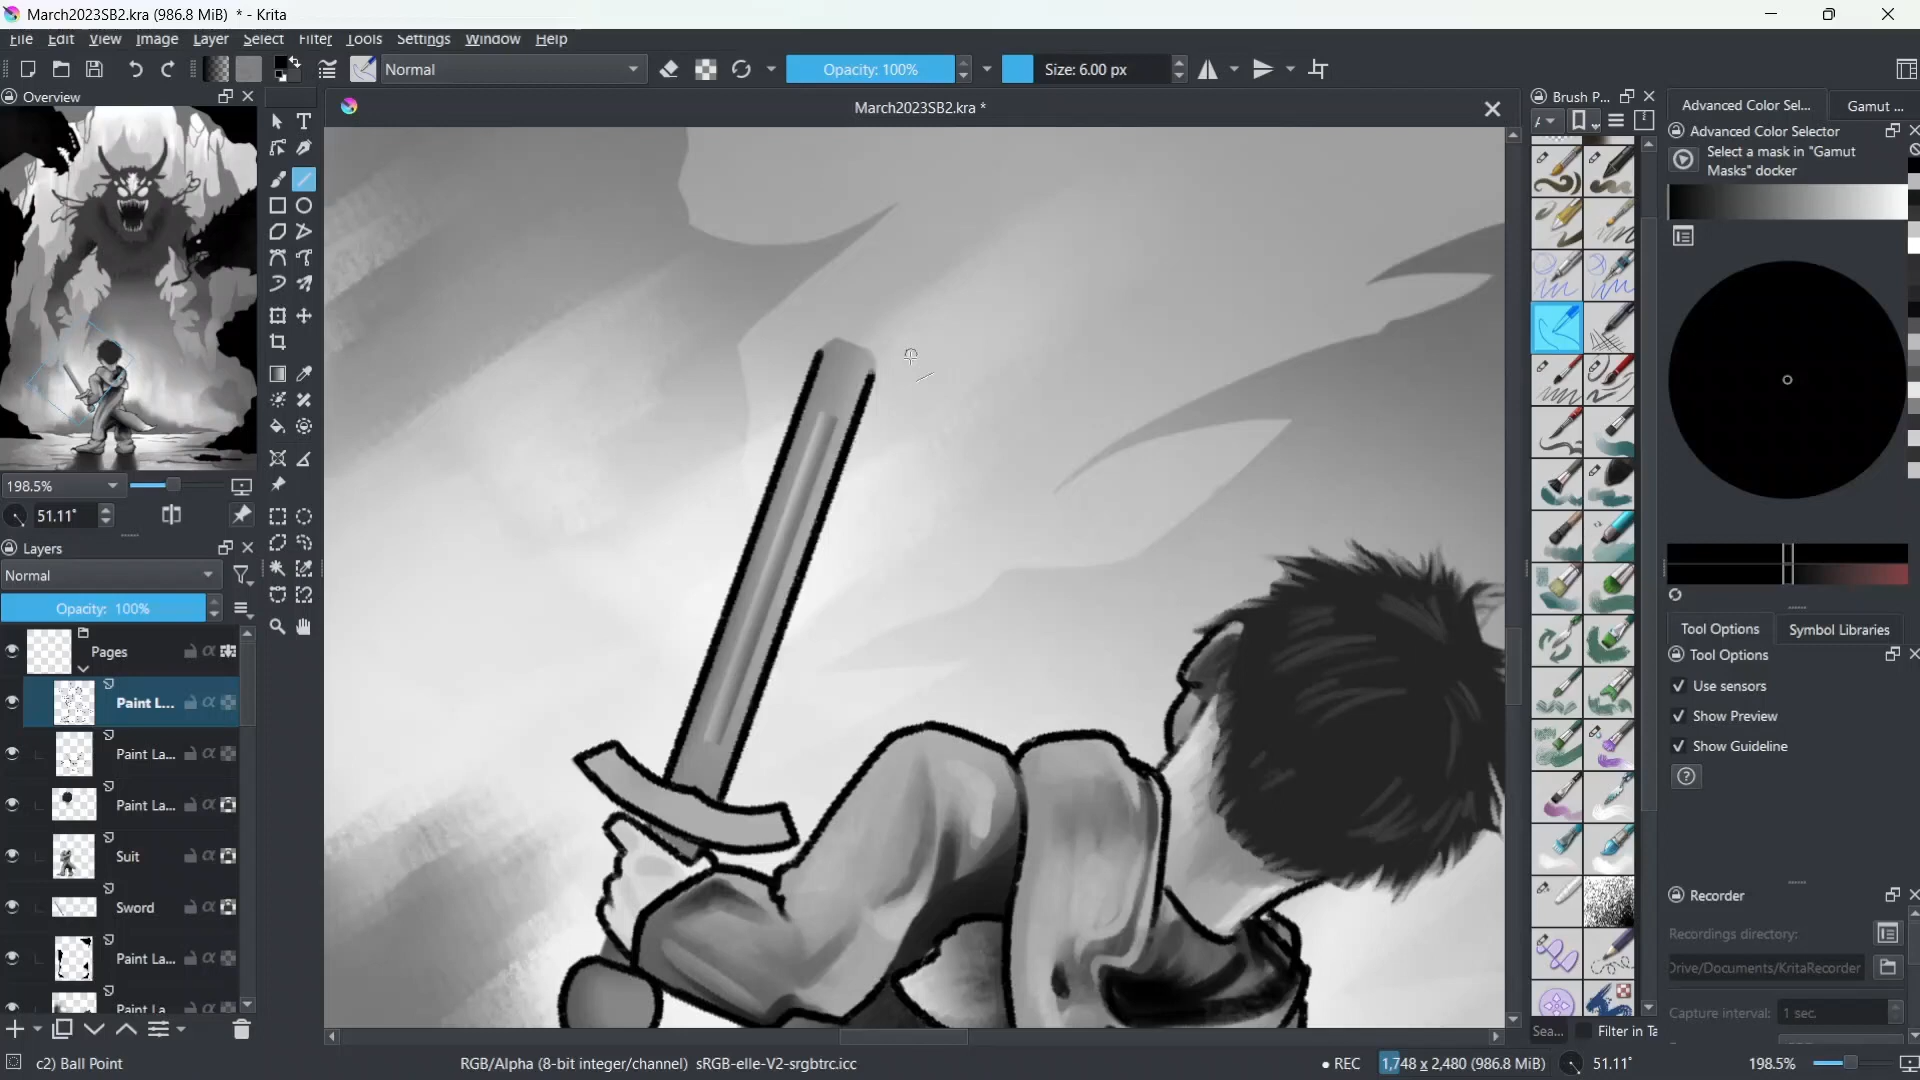 March2023SB2.kra (986.8 MiB) * - Krita
File Edit View Image Layer Select Filter Tools Settings Window Help
Normal
Opacity: 100%
Size: 6.00 px
Overview
March2023SB2.kra *
Brush P...
Advanced Color Sel...
Gamut ...
Advanced Color Selector
Select a mask in "Gamut
Masks" docker
198.5%
51.11°
Layers
Normal
Opacity: 100%
Pages
Paint L...
Paint La...
Paint La...
Suit
Sword
Paint La...
Paint La
Tool Options
Symbol Libraries
Tool Options
Use sensors
Show Preview
Show Guideline
Recorder
Recordings directory:
Drive/Documents/KritaRecorder
Capture interval:
1 sec.
Sea...
Filter in Ta
c2) Ball Point
RGB/Alpha (8-bit integer/channel) sRGB-elle-V2-srgbtrc.icc
• REC
1,748 x 2,480 (986.8 MiB)
51.11°
198.5%